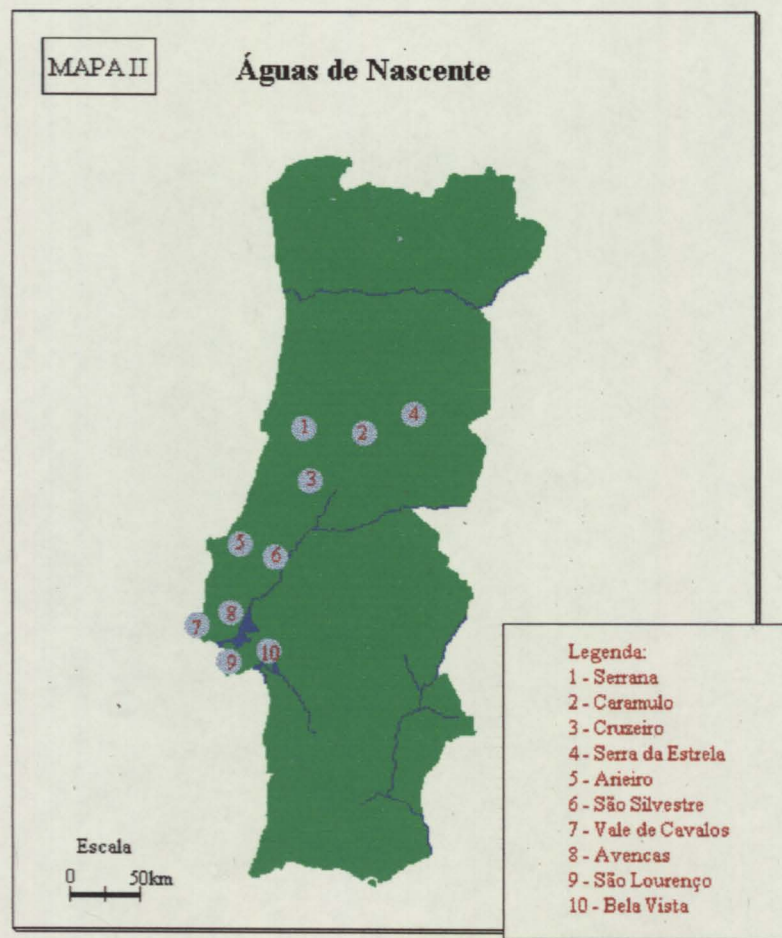 MAPA II
Águas de Nascente
1
2
4
3
5
6
7
8
9
10
Legenda:
1 - Serrana
2 - Caramulo
3 - Cruzeiro
4 - Serra da Estrela
5 - Arieiro
6 - São Silvestre
7 - Vale de Cavalos
8 - Avencas
9 - São Lourenço
10 - Bela Vista
Escala
0 50km